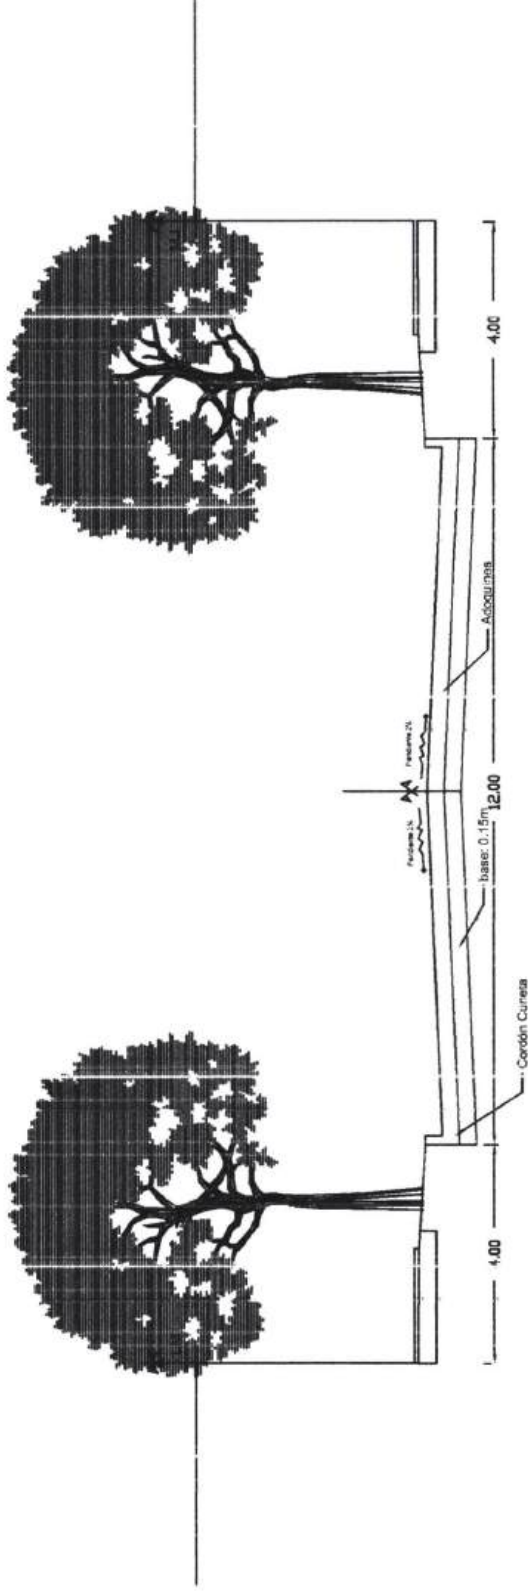 Pendiente 2%
Pendiente 2%
Adoquines
base: 0.15m
Cordón Cuneta
4.00
12.00
4.00